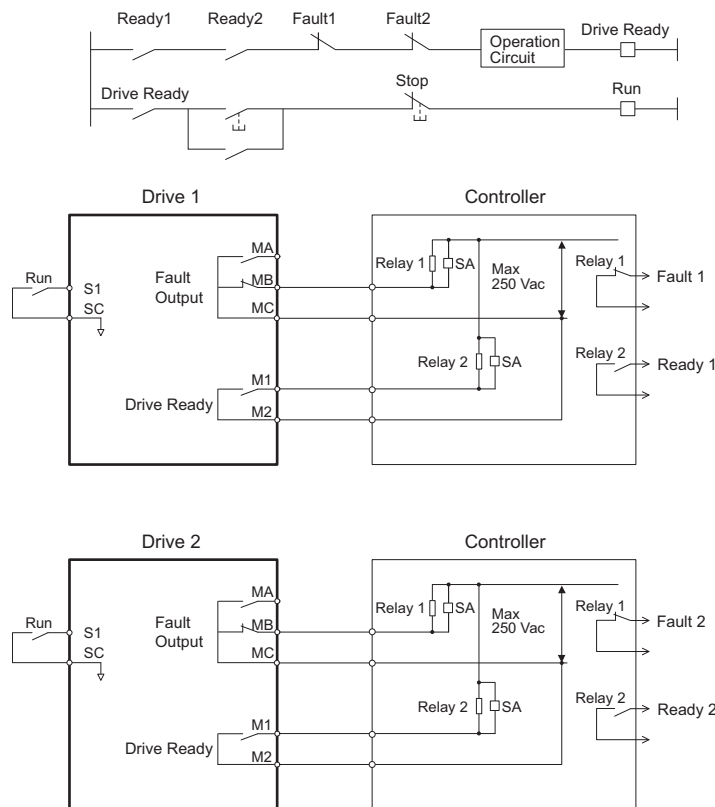 Ready1 Ready2 Fault1 Fault2 Operation Circuit Drive Ready
Drive Ready Stop Run
Drive 1 Controller
MA
Run S1 Fault Output MB Relay 1 SA Max 250 Vac Relay 1 Fault 1
SC MC
Relay 2 SA Relay 2 Ready 1
M1
Drive Ready M2
Drive 2 Controller
MA
Run S1 Fault Output MB Relay 1 SA Max 250 Vac Relay 1 Fault 2
SC MC
Relay 2 SA Relay 2 Ready 2
M1
Drive Ready M2